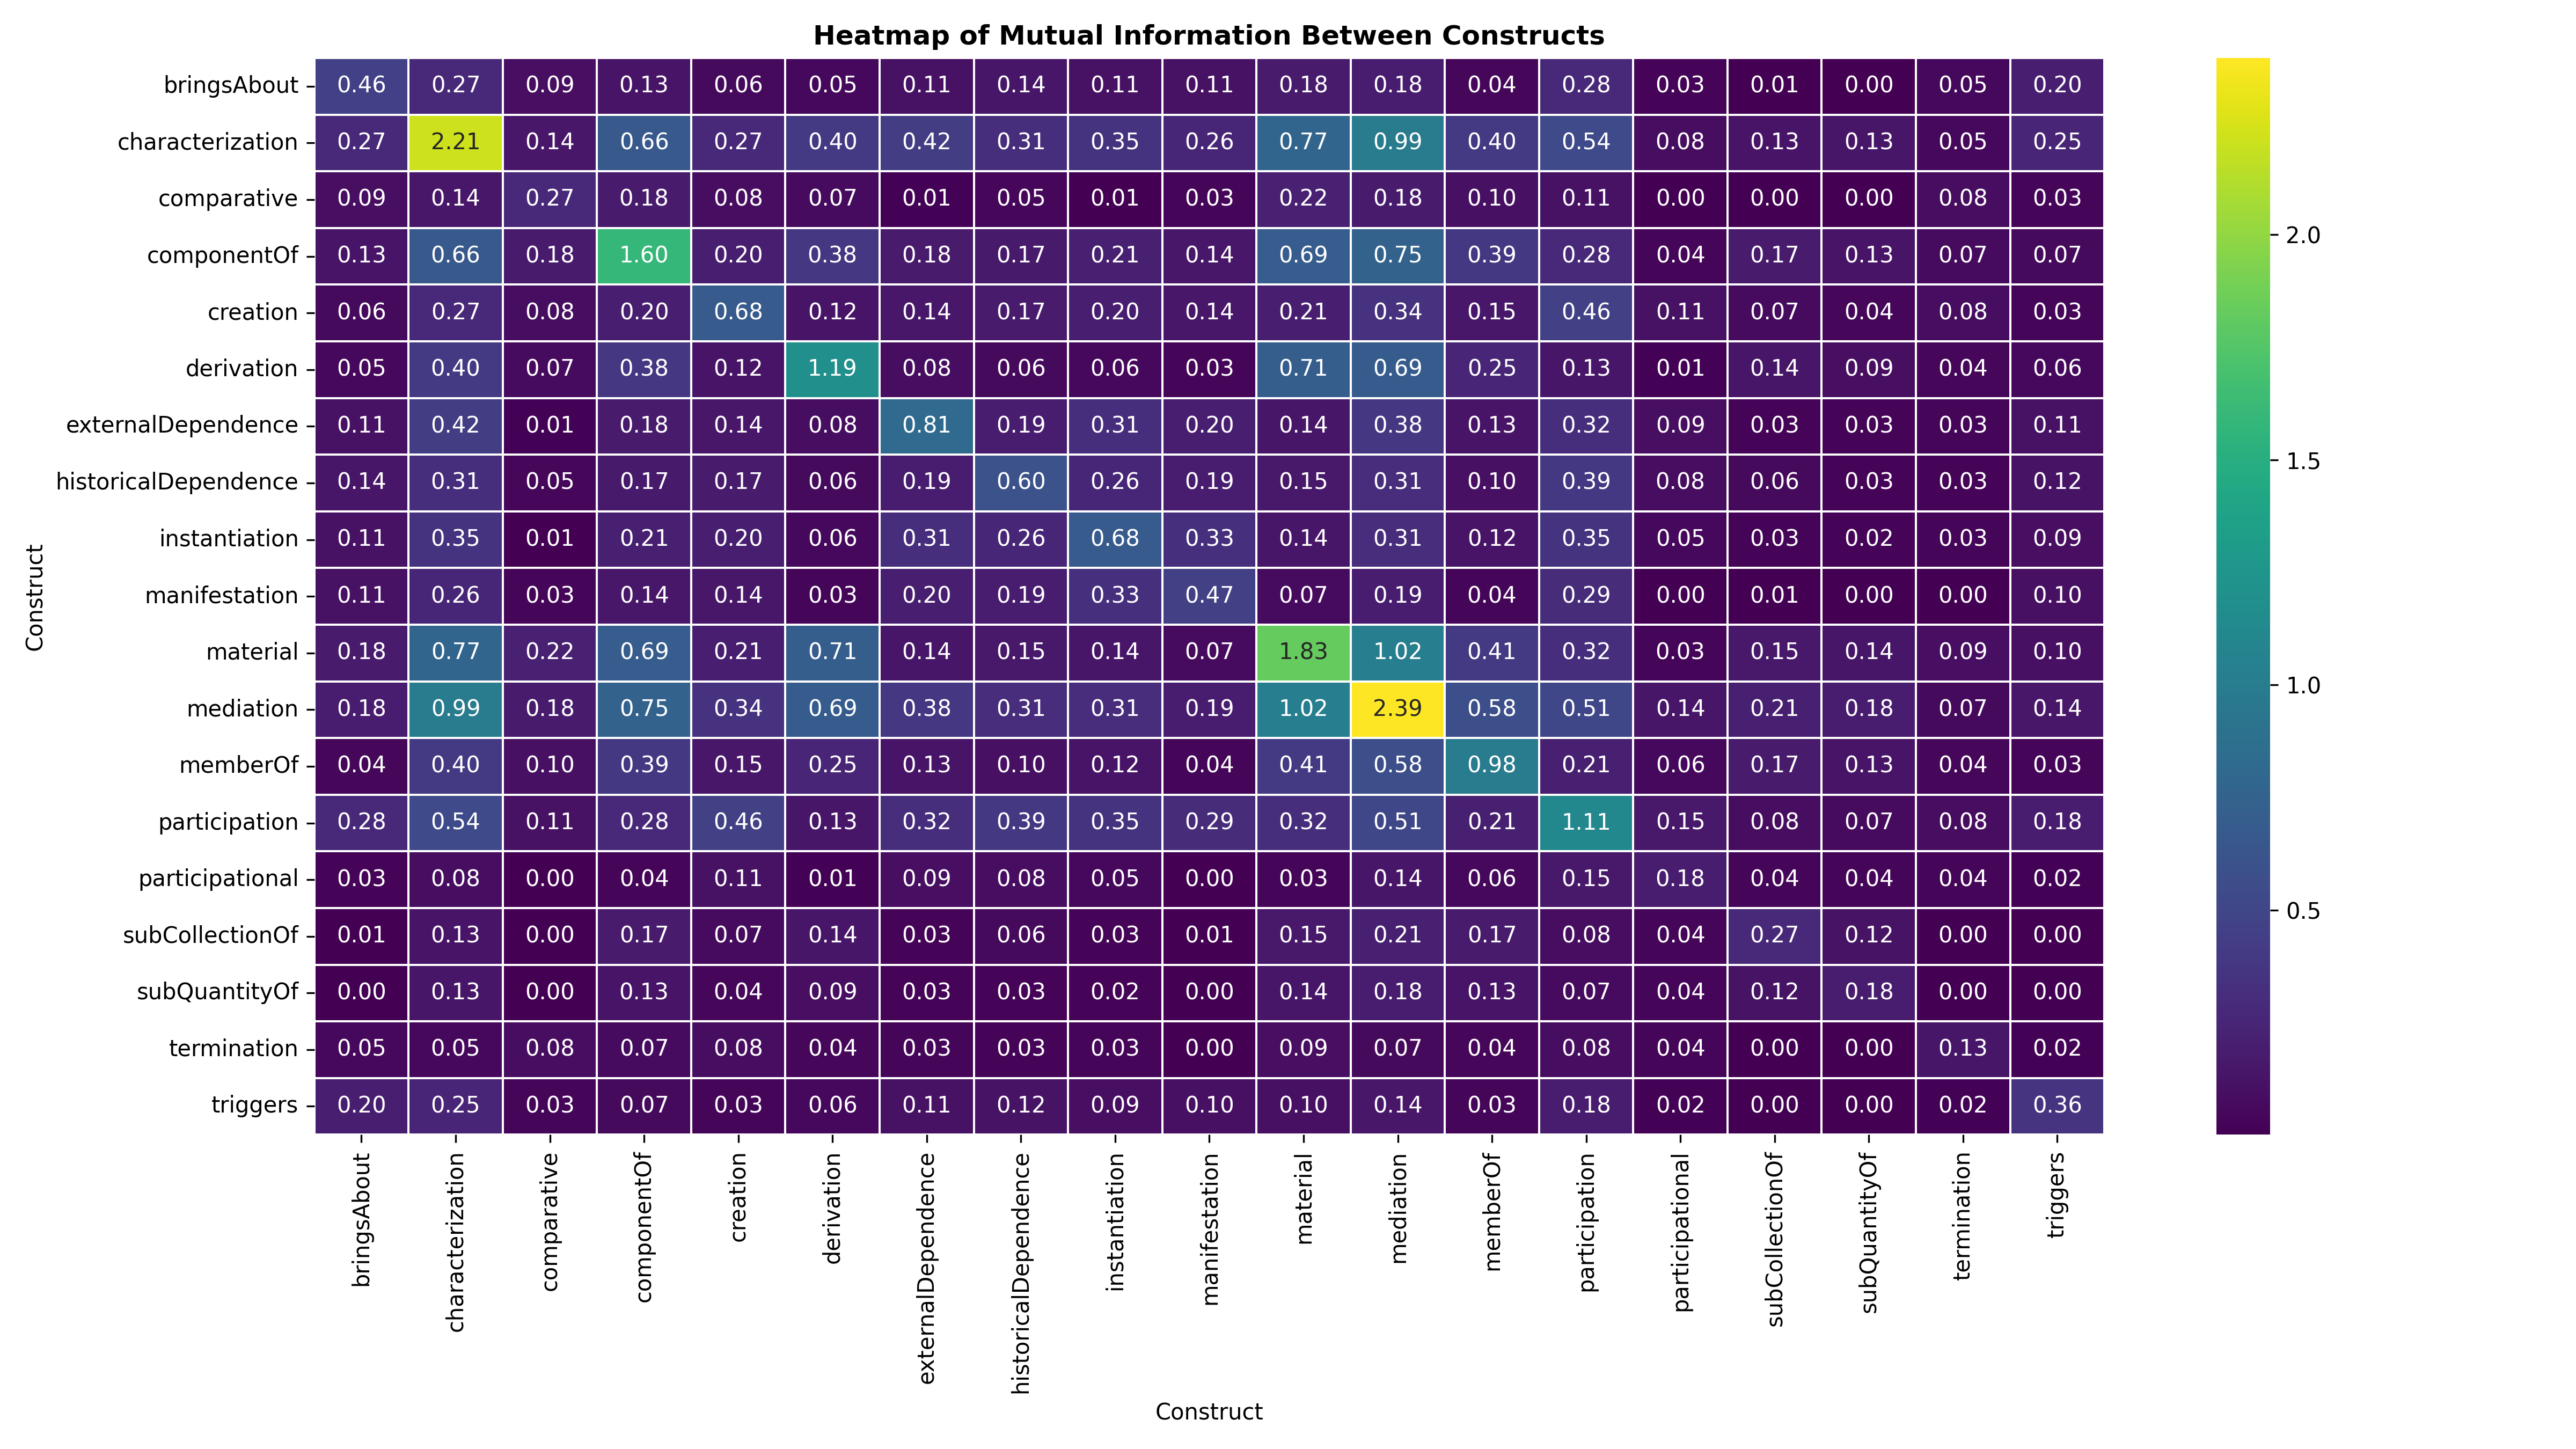 Heatmap of Mutual Information Between Constructs
bringsAbout 0.46 0.27 0.09 0.13 0.06 0.05 0.11 0.14 0.11 0.11 0.18 0.18 0.04 0.28 0.03 0.01 0.00 0.05 0.20
characterization 0.27 2.21 0.14 0.66 0.27 0.40 0.42 0.31 0.35 0.26 0.77 0.99 0.40 0.54 0.08 0.13 0.13 0.05 0.25
comparative 0.09 0.14 0.27 0.18 0.08 0.07 0.01 0.05 0.01 0.03 0.22 0.18 0.10 0.11 0.00 0.00 0.00 0.08 0.03
componentOf 0.13 0.66 0.18 1.60 0.20 0.38 0.18 0.17 0.21 0.14 0.69 0.75 0.39 0.28 0.04 0.17 0.13 0.07 0.07
creation 0.06 0.27 0.08 0.20 0.68 0.12 0.14 0.17 0.20 0.14 0.21 0.34 0.15 0.46 0.11 0.07 0.04 0.08 0.03
derivation 0.05 0.40 0.07 0.38 0.12 1.19 0.08 0.06 0.06 0.03 0.71 0.69 0.25 0.13 0.01 0.14 0.09 0.04 0.06
externalDependence 0.11 0.42 0.01 0.18 0.14 0.08 0.81 0.19 0.31 0.20 0.14 0.38 0.13 0.32 0.09 0.03 0.03 0.03 0.11
historicalDependence 0.14 0.31 0.05 0.17 0.17 0.06 0.19 0.60 0.26 0.19 0.15 0.31 0.10 0.39 0.08 0.06 0.03 0.03 0.12
instantiation 0.11 0.35 0.01 0.21 0.20 0.06 0.31 0.26 0.68 0.33 0.14 0.31 0.12 0.35 0.05 0.03 0.02 0.03 0.09
manifestation 0.11 0.26 0.03 0.14 0.14 0.03 0.20 0.19 0.33 0.47 0.07 0.19 0.04 0.29 0.00 0.01 0.00 0.00 0.10
material 0.18 0.77 0.22 0.69 0.21 0.71 0.14 0.15 0.14 0.07 1.83 1.02 0.41 0.32 0.03 0.15 0.14 0.09 0.10
mediation 0.18 0.99 0.18 0.75 0.34 0.69 0.38 0.31 0.31 0.19 1.02 2.39 0.58 0.51 0.14 0.21 0.18 0.07 0.14
memberOf 0.04 0.40 0.10 0.39 0.15 0.25 0.13 0.10 0.12 0.04 0.41 0.58 0.98 0.21 0.06 0.17 0.13 0.04 0.03
participation 0.28 0.54 0.11 0.28 0.46 0.13 0.32 0.39 0.35 0.29 0.32 0.51 0.21 1.11 0.15 0.08 0.07 0.08 0.18
participational 0.03 0.08 0.00 0.04 0.11 0.01 0.09 0.08 0.05 0.00 0.03 0.14 0.06 0.15 0.18 0.04 0.04 0.04 0.02
subCollectionOf 0.01 0.13 0.00 0.17 0.07 0.14 0.03 0.06 0.03 0.01 0.15 0.21 0.17 0.08 0.04 0.27 0.12 0.00 0.00
subQuantityOf 0.00 0.13 0.00 0.13 0.04 0.09 0.03 0.03 0.02 0.00 0.14 0.18 0.13 0.07 0.04 0.12 0.18 0.00 0.00
termination 0.05 0.05 0.08 0.07 0.08 0.04 0.03 0.03 0.03 0.00 0.09 0.07 0.04 0.08 0.04 0.00 0.00 0.13 0.02
triggers 0.20 0.25 0.03 0.07 0.03 0.06 0.11 0.12 0.09 0.10 0.10 0.14 0.03 0.18 0.02 0.00 0.00 0.02 0.36
Construct
bringsAbout
characterization
comparative
componentOf
creation
derivation
externalDependence
historicalDependence
instantiation
manifestation
material
mediation
memberOf
participation
participational
subCollectionOf
subQuantityOf
termination
triggers
Construct
2.0
1.5
1.0
0.5